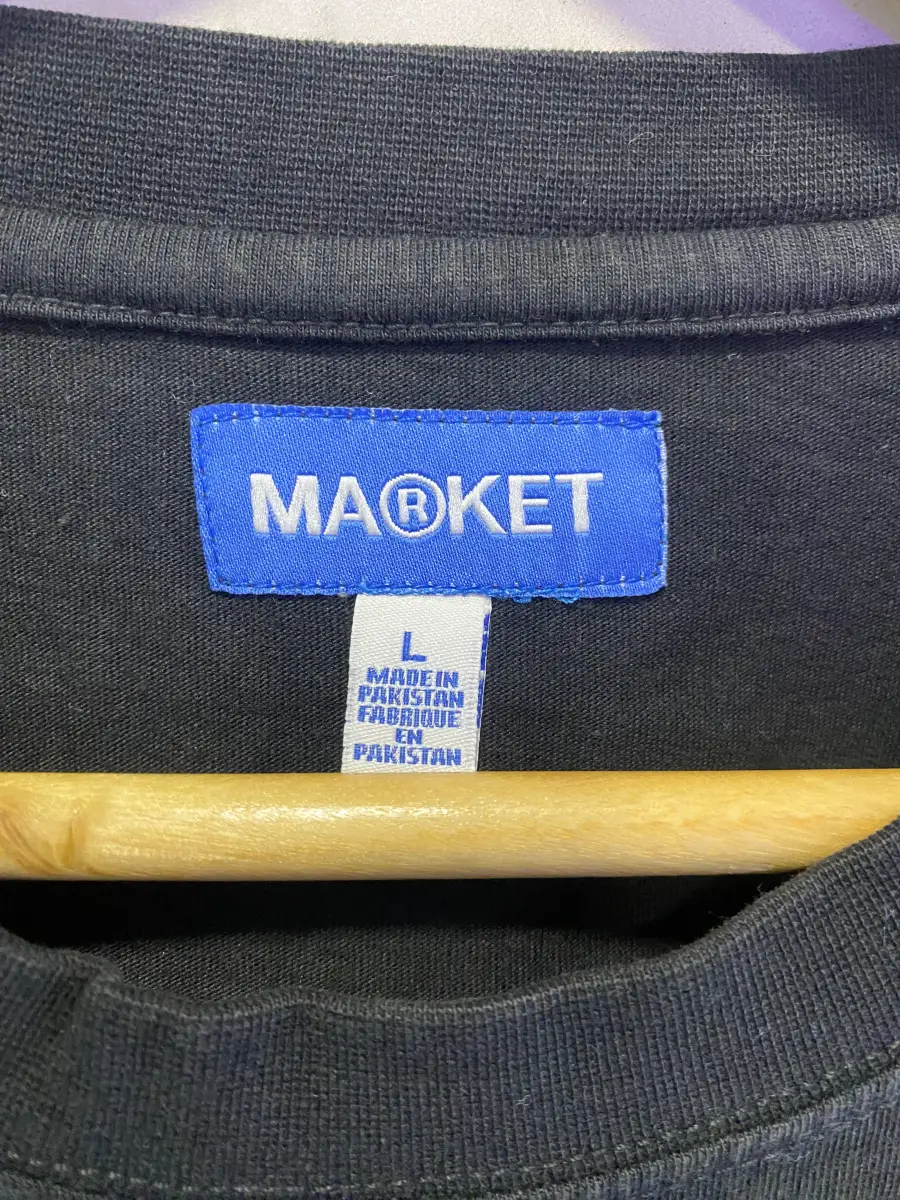 MA®KET
L
MADE IN
PAKISTAN
FABRIQUE
EN
PAKISTAN